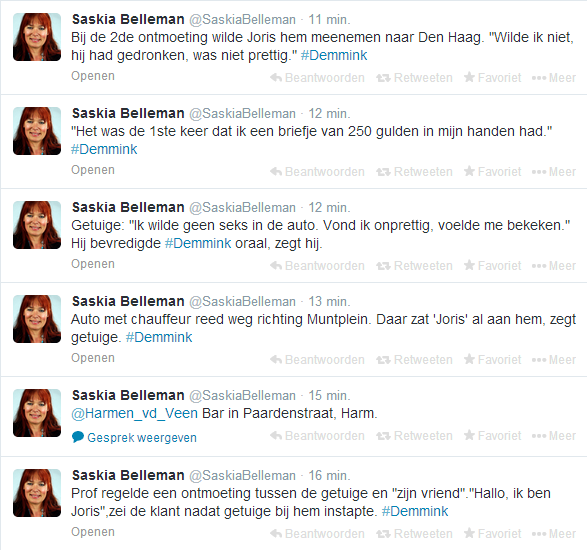 Saskia Belleman @SaskiaBelleman · 11 min.
Bij de 2de ontmoeting wilde Joris hem meenemen naar Den Haag. "Wilde ik niet,
hij had gedronken, was niet prettig." #Demmink
Openen Beantwoorden Retweeten Favoriet Meer
Saskia Belleman @SaskiaBelleman · 12 min.
"Het was de 1ste keer dat ik een briefje van 250 gulden in mijn handen had."
#Demmink
Openen Beantwoorden Retweeten Favoriet Meer
Saskia Belleman @SaskiaBelleman · 12 min.
Getuige: "Ik wilde geen seks in de auto. Vond ik onprettig, voelde me bekeken."
Hij bevredigde #Demmink oraal, zegt hij.
Openen Beantwoorden Retweeten Favoriet Meer
Saskia Belleman @SaskiaBelleman · 13 min.
Auto met chauffeur reed weg richting Muntplein. Daar zat 'Joris' al aan hem, zegt
getuige. #Demmink
Openen Beantwoorden Retweeten Favoriet Meer
Saskia Belleman @SaskiaBelleman · 15 min.
@Harmen_vd_Veen Bar in Paardenstraat, Harm.
Gesprek weergeven Beantwoorden Retweeten Favoriet Meer
Saskia Belleman @SaskiaBelleman · 16 min.
Prof regelde een ontmoeting tussen de getuige en "zijn vriend"."Hallo, ik ben
Joris",zei de klant nadat getuige bij hem instapte. #Demmink
Openen Beantwoorden Retweeten Favoriet Meer